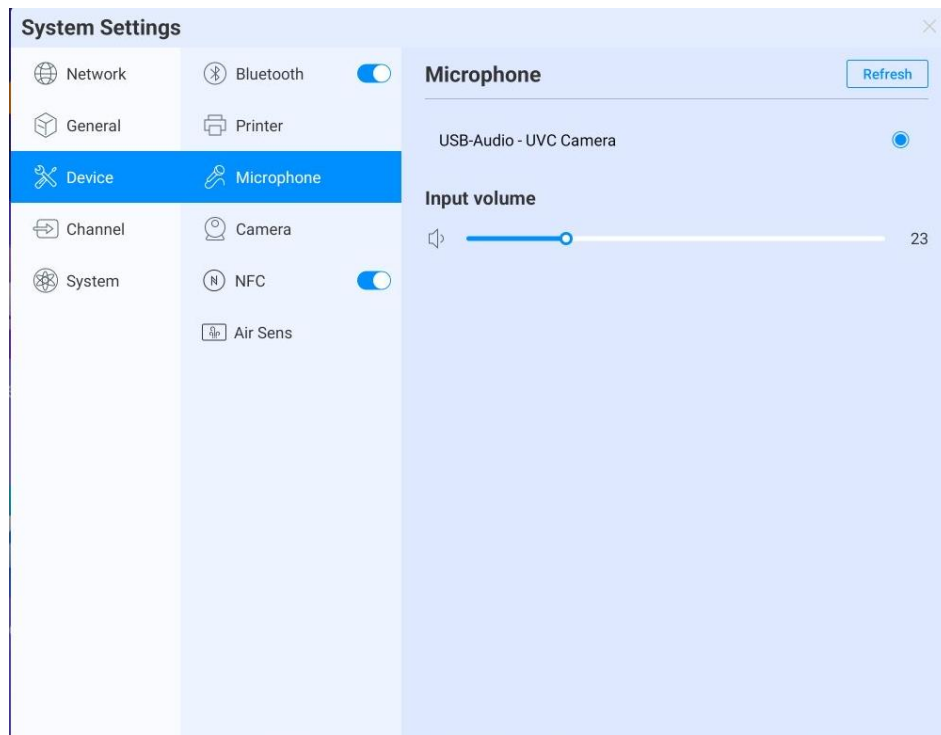 System Settings
Network
General
Device
Channel
System
Bluetooth
Printer
Microphone
Camera
NFC
Air Sens
Microphone
Refresh
USB-Audio - UVC Camera
Input volume
23